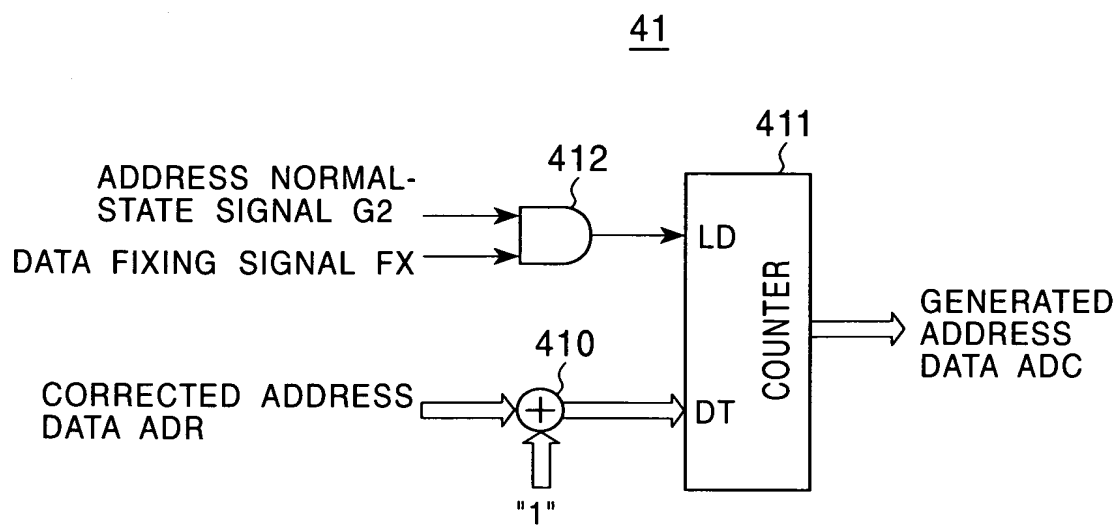 41
411
412
ADDRESS NORMAL-
STATE SIGNAL G2
DATA FIXING SIGNAL FX
LD
COUNTER
GENERATED
ADDRESS
DATA ADC
410
CORRECTED ADDRESS
DATA ADR
+
DT
"1"